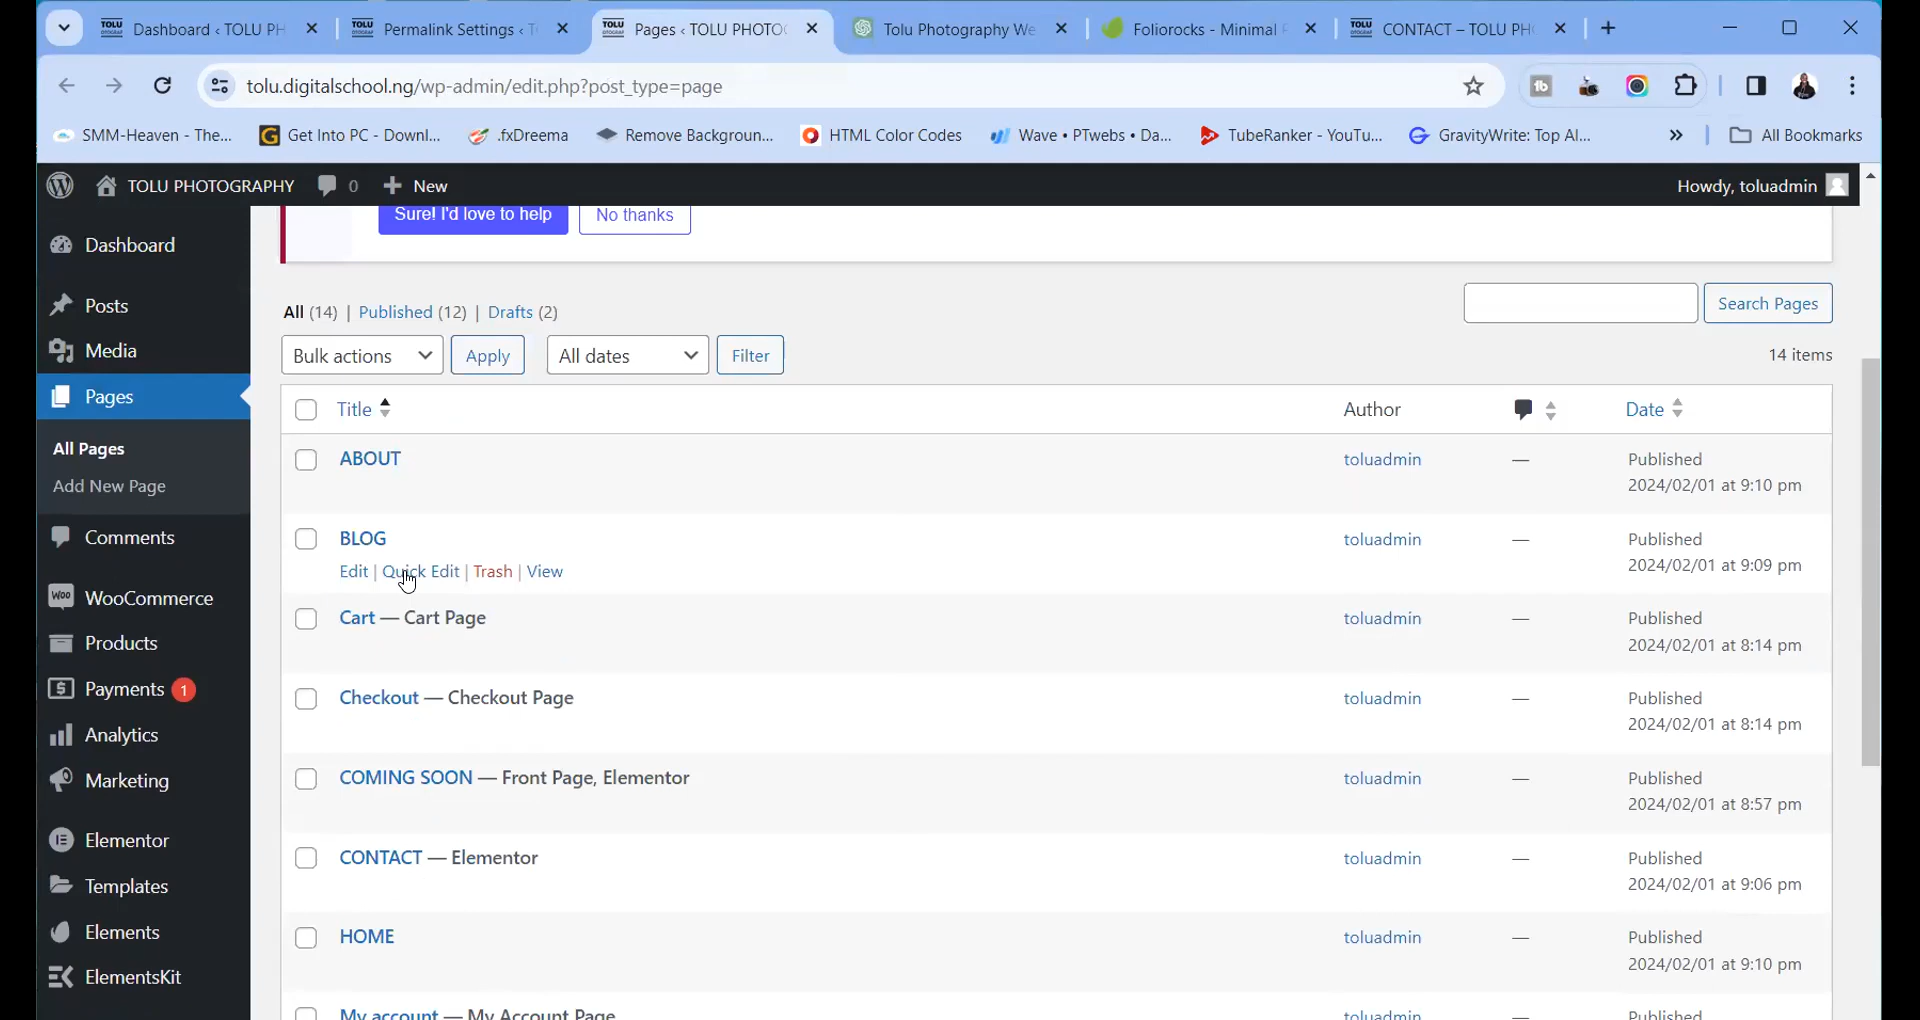 Dashboard ‹ TOLU PH
Permalink Settings ‹ T
Pages ‹ TOLU PHOTO
Tolu Photography We
Foliorocks - Minimal
CONTACT – TOLU PH
tolu.digitalschool.ng/wp-admin/edit.php?post_type=page
SMM-Heaven - The...
Get Into PC - Downl...
.fxDreema
Remove Backgroun...
HTML Color Codes
Wave • PTwebs • Da...
TubeRanker - YouTu...
GravityWrite: Top AI...
»
All Bookmarks
TOLU PHOTOGRAPHY
0
+ New
Howdy, toluadmin
Dashboard
Posts
Media
Pages
All Pages
Add New Page
Comments
WooCommerce
Products
Payments 1
Analytics
Marketing
Elementor
Templates
Elements
ElementsKit
Sure! I'd love to help
No thanks
All (14) | Published (12) | Drafts (2)
Search Pages
Bulk actions
Apply
All dates
Filter
14 items
Title
Author
Date
ABOUT
toluadmin
—
Published
2024/02/01 at 9:10 pm
BLOG
Edit | Quick Edit | Trash | View
toluadmin
—
Published
2024/02/01 at 9:09 pm
Cart — Cart Page
toluadmin
—
Published
2024/02/01 at 8:14 pm
Checkout — Checkout Page
toluadmin
—
Published
2024/02/01 at 8:14 pm
COMING SOON — Front Page, Elementor
toluadmin
—
Published
2024/02/01 at 8:57 pm
CONTACT — Elementor
toluadmin
—
Published
2024/02/01 at 9:06 pm
HOME
toluadmin
—
Published
2024/02/01 at 9:10 pm
My account — My Account Page
toluadmin
—
Published